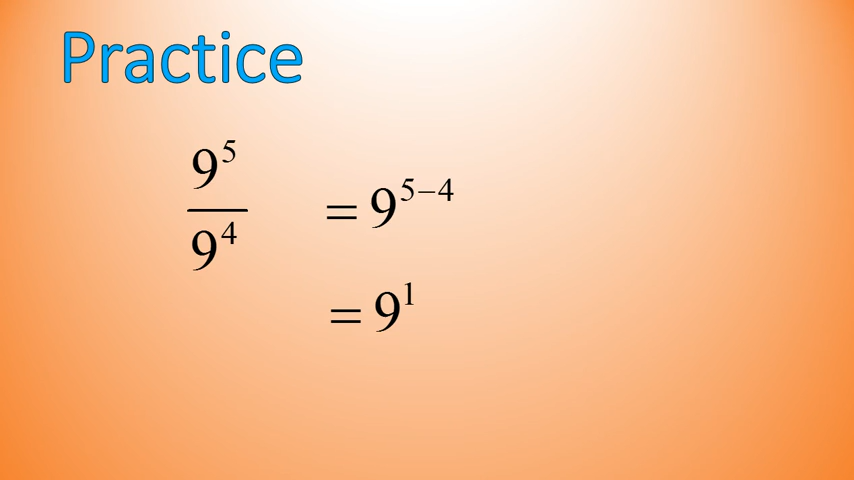 Practice
9^5
9^4
= 9^{5−4}
= 9^1